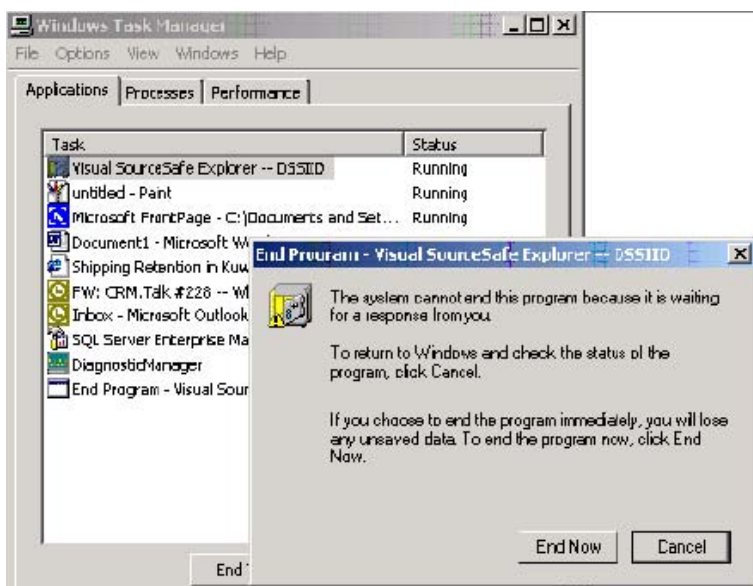 Windows Task Manager
File Options View Windows Help
Applications Processes Performance
Task Status
Visual SourceSafe Explorer -- DSSIID Running
untitled - Paint Running
Microsoft FrontPage - C:\Documents and Set... Running
Document1 - Microsoft W
Shipping Retention in Kuw
FW: CRM.Talk #228 -- W
Inbox - Microsoft Outlook
SQL Server Enterprise Ma
DiagnosticManager
End Program - Visual Sour
End
End Program - Visual SourceSafe Explorer -- DSSIID
The system cannot end this program because it is waiting
for a response from you.
To return to Windows and check the status of the
program, click Cancel.
If you choose to end the program immediately, you will lose
any unsaved data. To end the program now, click End
Now.
End Now Cancel